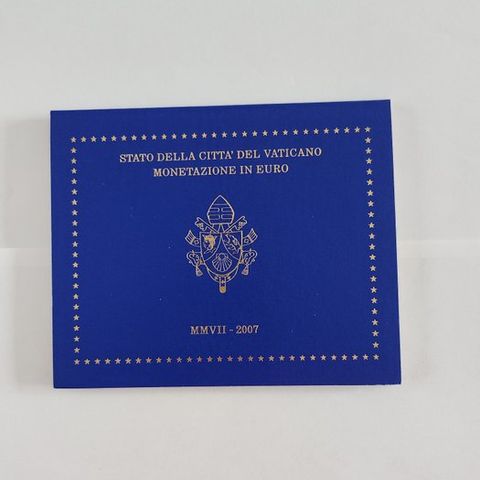 STATO DELLA CITTA' DEL VATICANO
MONETAZIONE IN EURO
MMVII - 2007